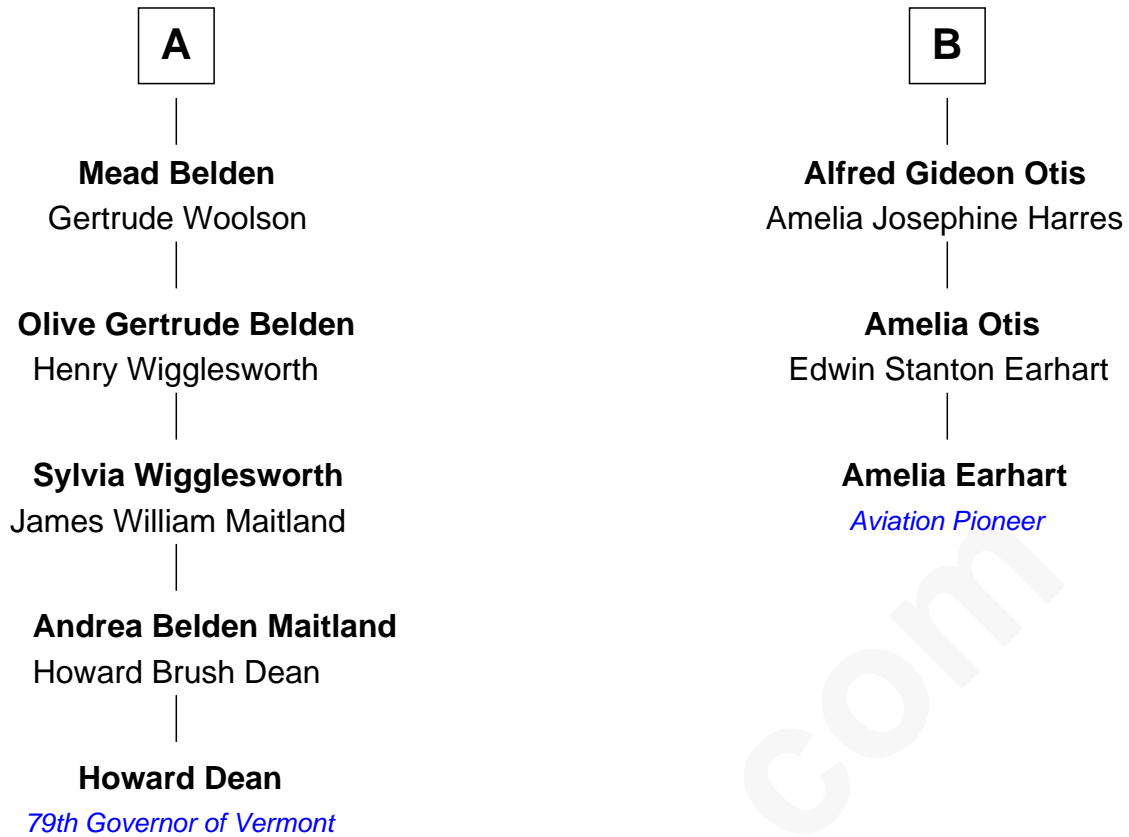 A
Mead Belden
Gertrude Woolson
Olive Gertrude Belden
Henry Wigglesworth
Sylvia Wigglesworth
James William Maitland
Andrea Belden Maitland
Howard Brush Dean
Howard Dean
79th Governor of Vermont
B
Alfred Gideon Otis
Amelia Josephine Harres
Amelia Otis
Edwin Stanton Earhart
Amelia Earhart
Aviation Pioneer
com